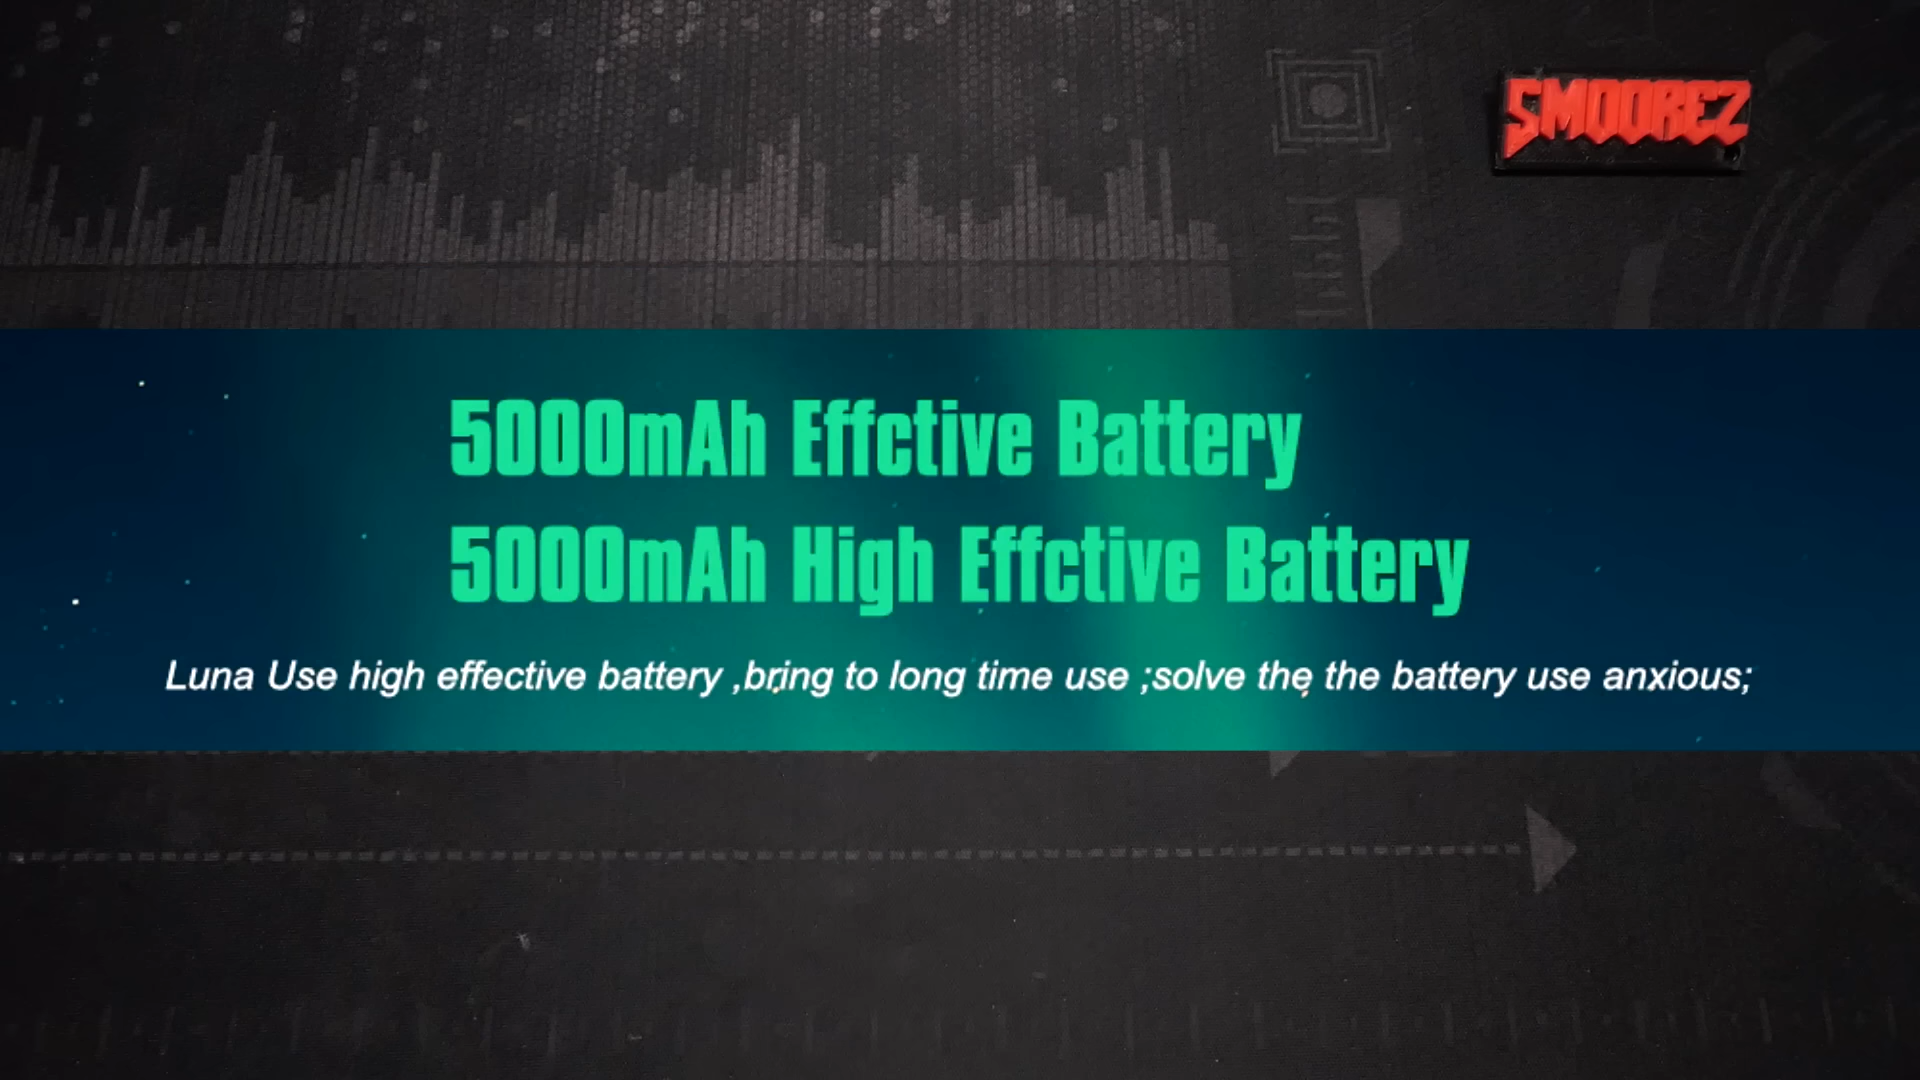 SMOOREZ
5000mAh Effctive Battery
5000mAh High Effctive Battery
Luna Use high effective battery ,bring to long time use ;solve the the battery use anxious;